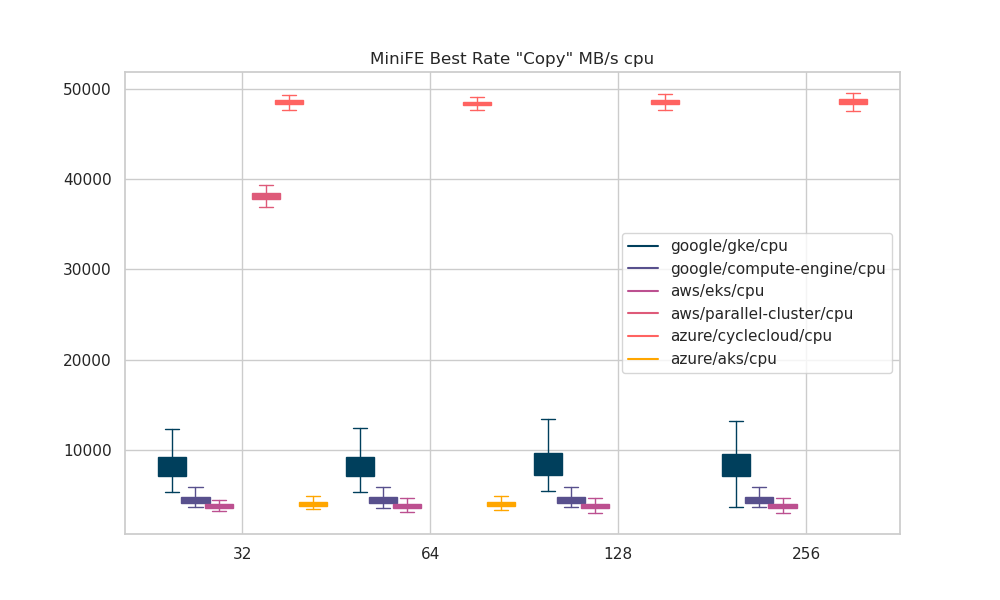 MiniFE Best Rate "Copy" MB/s cpu
50000
40000
30000
20000
10000
google/gke/cpu
google/compute-engine/cpu
aws/eks/cpu
aws/parallel-cluster/cpu
azure/cyclecloud/cpu
azure/aks/cpu
32 64 128 256